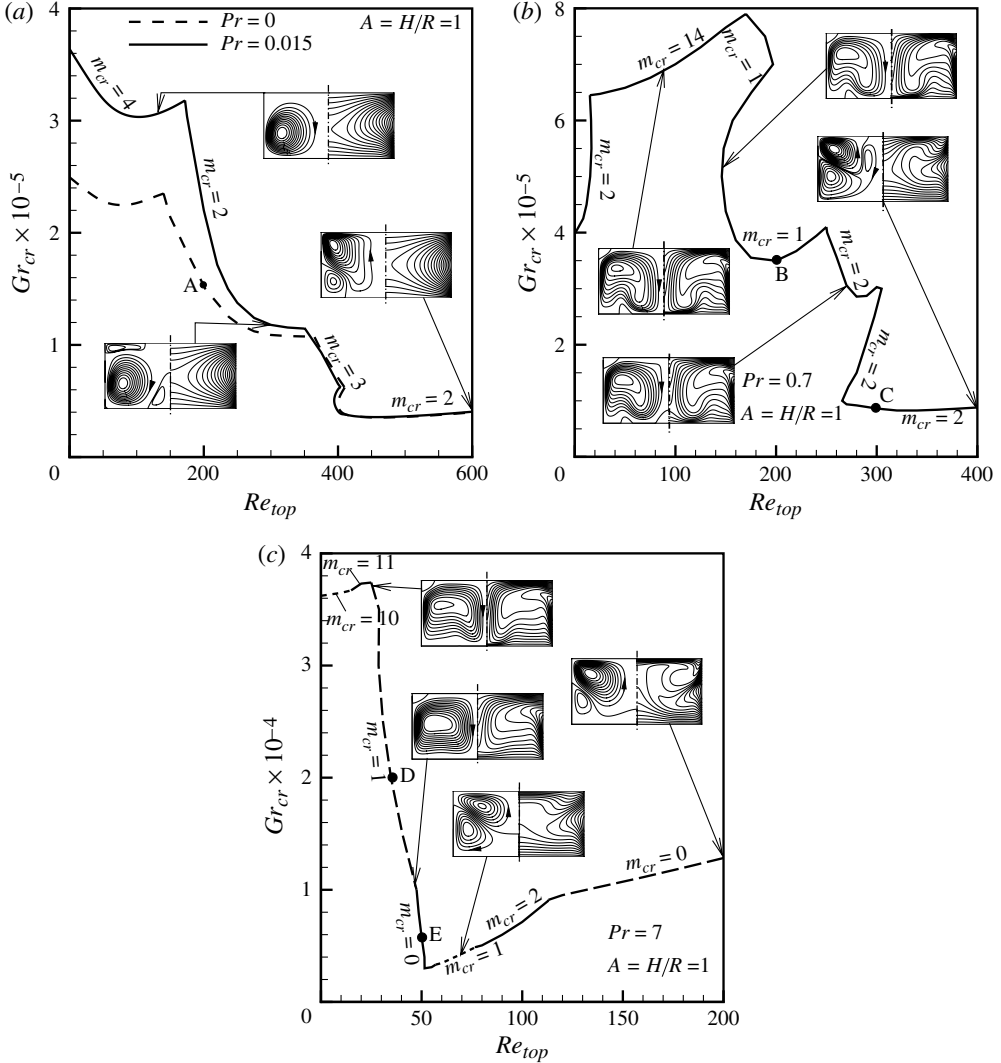 (a)
Pr = 0
Pr = 0.015
A = H/R =1
m_cr = 4
m_cr = 2
A
m_cr = 3
m_cr = 2
Gr_cr × 10^–5
4
3
2
1
0 200 400 600
Re_top
(b)
m_cr = 14
m_cr = 1
m_cr = 2
m_cr = 1
B
m_cr = 2
m_cr = 2
C
m_cr = 2
Pr = 0.7
A = H/R =1
Gr_cr × 10^–5
8
6
4
2
0 100 200 300 400
Re_top
(c)
m_cr = 11
m_cr = 10
m_cr = 1
D
m_cr = 0
E
m_cr = 1
m_cr = 2
m_cr = 0
Pr = 7
A = H/R =1
Gr_cr × 10^–4
4
3
2
1
0
0 50 100 150 200
Re_top